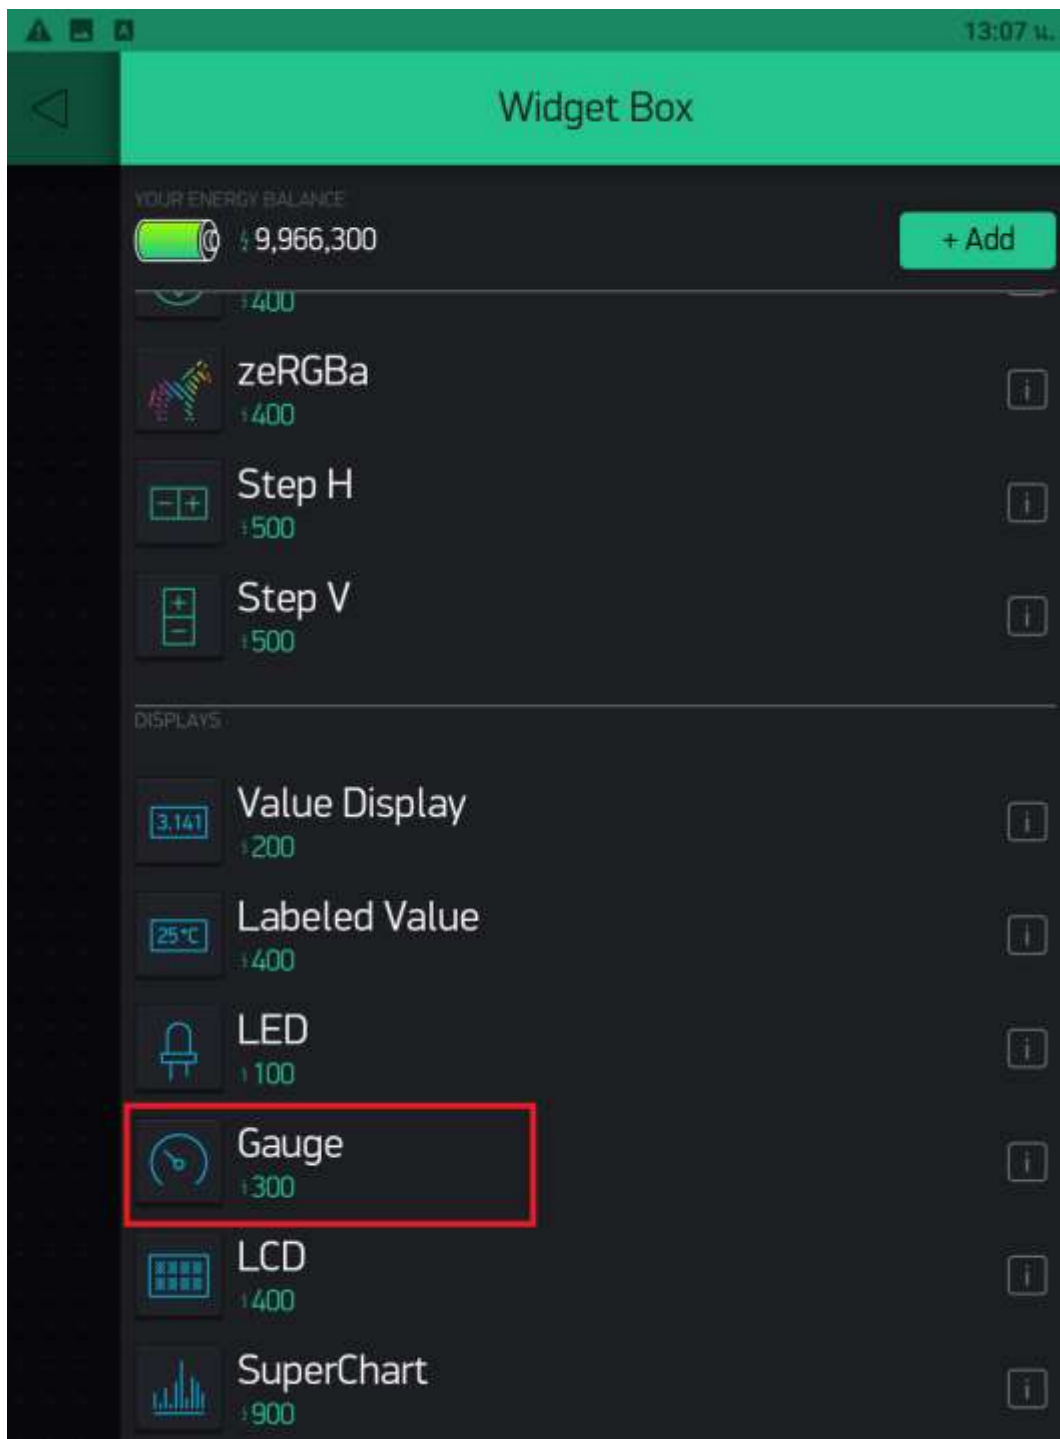 13:07 น.
Widget Box
YOUR ENERGY BALANCE
9,966,300
+ Add
400
zeRGBa
400
Step H
500
Step V
500
DISPLAYS
3.141
Value Display
200
25°C
Labeled Value
400
LED
100
Gauge
300
LCD
400
SuperChart
900